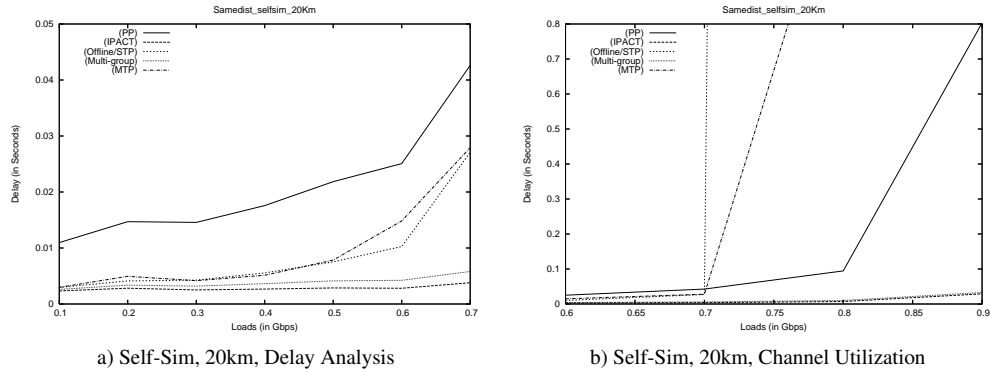 Samedist_selfsim_20Km
0.05
0.04
0.03
0.02
0.01
0
Delay (in Seconds)
(PP)
(IPACT)
(Offline/STP)
(Multi-group)
(MTP)
0.1 0.2 0.3 0.4 0.5 0.6 0.7
Loads (in Gbps)
a) Self-Sim, 20km, Delay Analysis
Samedist_selfsim_20Km
0.8
0.7
0.6
0.5
0.4
0.3
0.2
0.1
0
Delay (in Seconds)
(PP)
(IPACT)
(Offline/STP)
(Multi-group)
(MTP)
0.6 0.65 0.7 0.75 0.8 0.85 0.9
Loads (in Gbps)
b) Self-Sim, 20km, Channel Utilization